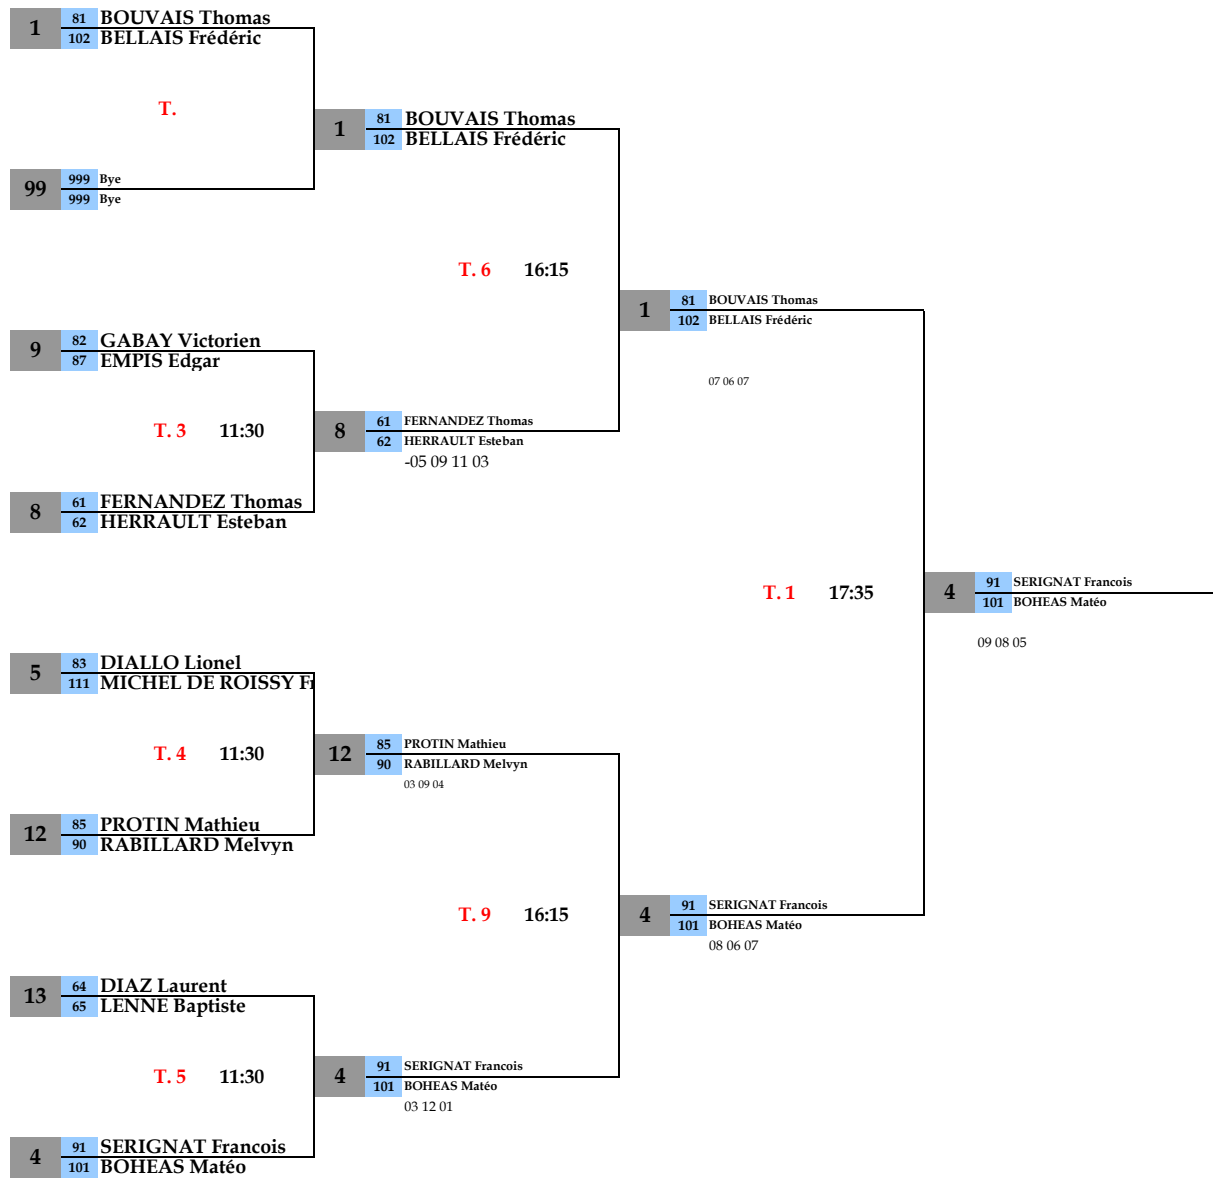 1 81 BOUVAIS Thomas
102 BELLAIS Frédéric
T.
1 81 BOUVAIS Thomas
102 BELLAIS Frédéric
99 999 Bye
999 Bye
T. 6 16:15
1 81 BOUVAIS Thomas
102 BELLAIS Frédéric
9 82 GABAY Victorien
87 EMPIS Edgar
07 06 07
T. 3 11:30
8 61 FERNANDEZ Thomas
62 HERRAULT Esteban
-05 09 11 03
8 61 FERNANDEZ Thomas
62 HERRAULT Esteban
T. 1 17:35
4 91 SERIGNAT Francois
101 BOHEAS Matéo
09 08 05
5 83 DIALLO Lionel
111 MICHEL DE ROISSY Fr
T. 4 11:30
12 85 PROTIN Mathieu
90 RABILLARD Melvyn
03 09 04
12 85 PROTIN Mathieu
90 RABILLARD Melvyn
T. 9 16:15
4 91 SERIGNAT Francois
101 BOHEAS Matéo
08 06 07
13 64 DIAZ Laurent
65 LENNE Baptiste
T. 5 11:30
4 91 SERIGNAT Francois
101 BOHEAS Matéo
03 12 01
4 91 SERIGNAT Francois
101 BOHEAS Matéo